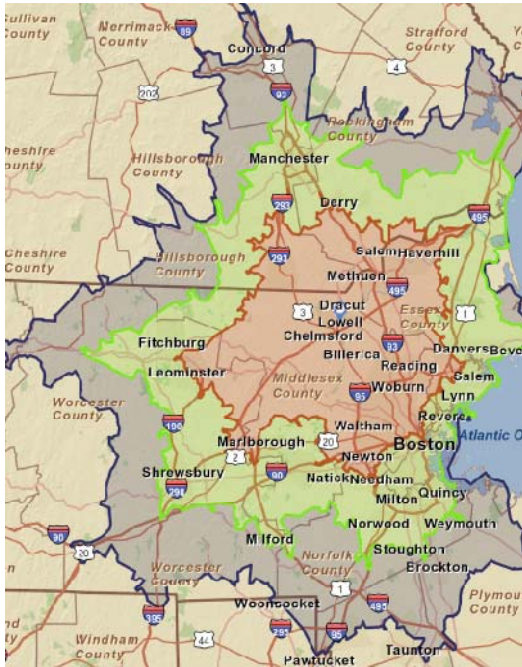 Sullivan
County
Merrimack
County
89
Concord
Strafford
County
3
4
93
202
Rockingham
County
Cheshire
Hillsborough
County
Manchester
293
Derry
495
Cheshire
County
Hillsborough
County
291
Salem
Haverhill
Methuen
495
3
Dracut
Lowell
Essex
County
1
Chelmsford
Fitchburg
Billerica
93
Danvers
Beve
Reading
Leominster
Middlesex
County
Salem
95
Woburn
Lynn
Worcester
County
190
Waltham
Revere
Marlborough
20
Boston
Atlantic O
2
Newton
Shrewsbury
90
Natick
Needham
Quincy
Milton
Norwood
Weymouth
90
20
Milford
Stoughton
Worcester
County
Norfolk
County
Brockton
395
Woonsocket
1
495
Plymou
County
Windham
County
44
295
95
Taunton
Pawtucket